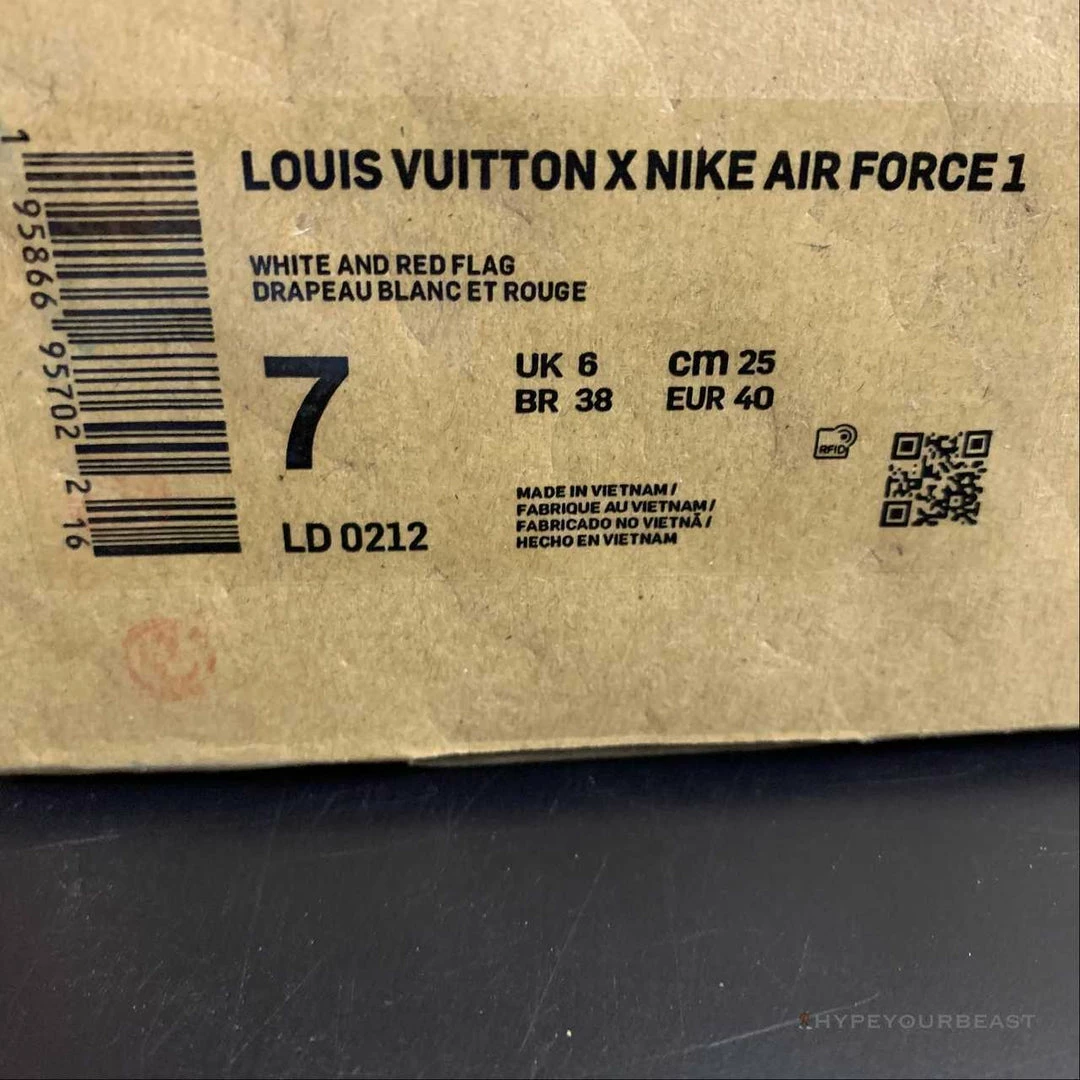 LOUIS VUITTON X NIKE AIR FORCE 1
WHITE AND RED FLAG
DRAPEAU BLANC ET ROUGE
7
UK 6
cm 25
BR 38
EUR 40
RFID
MADE IN VIETNAM /
FABRIQUE AU VIETNAM /
FABRICADO NO VIETNÃ /
HECHO EN VIETNAM
LD 0212
1 95866 95702 2 16
HYPEYOURBEAST